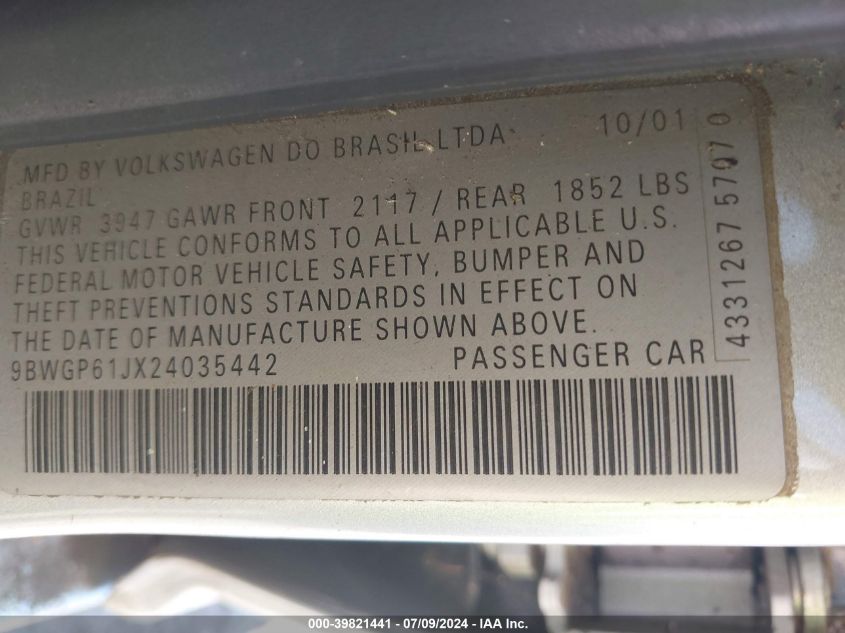 MFD BY VOLKSWAGEN DO BRASIL LTDA 10/01
BRAZIL
GVWR 3947 GAWR FRONT 2117 / REAR 1852 LBS
THIS VEHICLE CONFORMS TO ALL APPLICABLE U.S.
FEDERAL MOTOR VEHICLE SAFETY, BUMPER AND
THEFT PREVENTIONS STANDARDS IN EFFECT ON
THE DATE OF MANUFACTURE SHOWN ABOVE.
9BWGP61JX24035442 PASSENGER CAR
4331267 5707 0
000-39821441 - 07/09/2024 - IAA Inc.